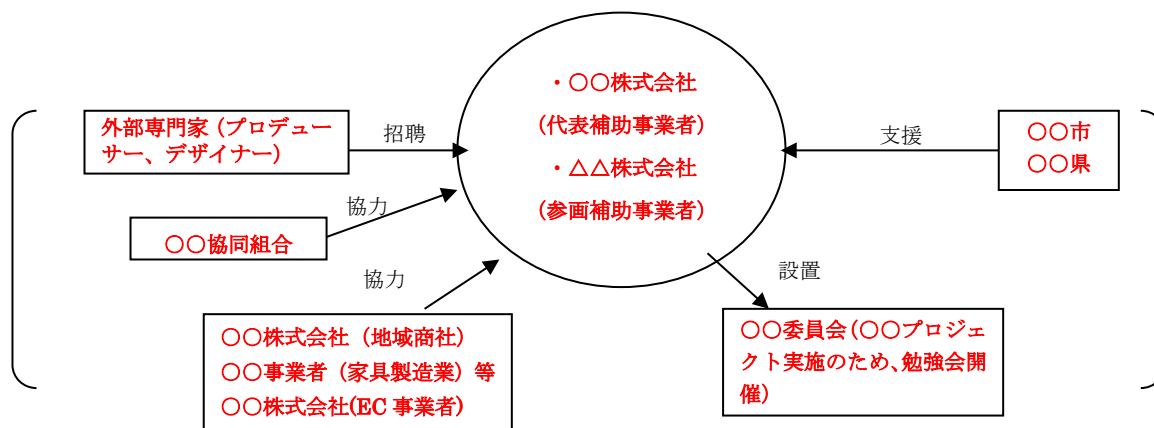 ・〇〇株式会社
(代表補助事業者)
・△△株式会社
(参画補助事業者)
外部専門家（プロデュー
サー、デザイナー）
招聘
支援
〇〇市
〇〇県
協力
〇〇協同組合
協力
設置
〇〇株式会社（地域商社）
〇〇事業者（家具製造業）等
〇〇株式会社(EC 事業者)
〇〇委員会(〇〇プロジェ
クト実施のため、勉強会開
催)